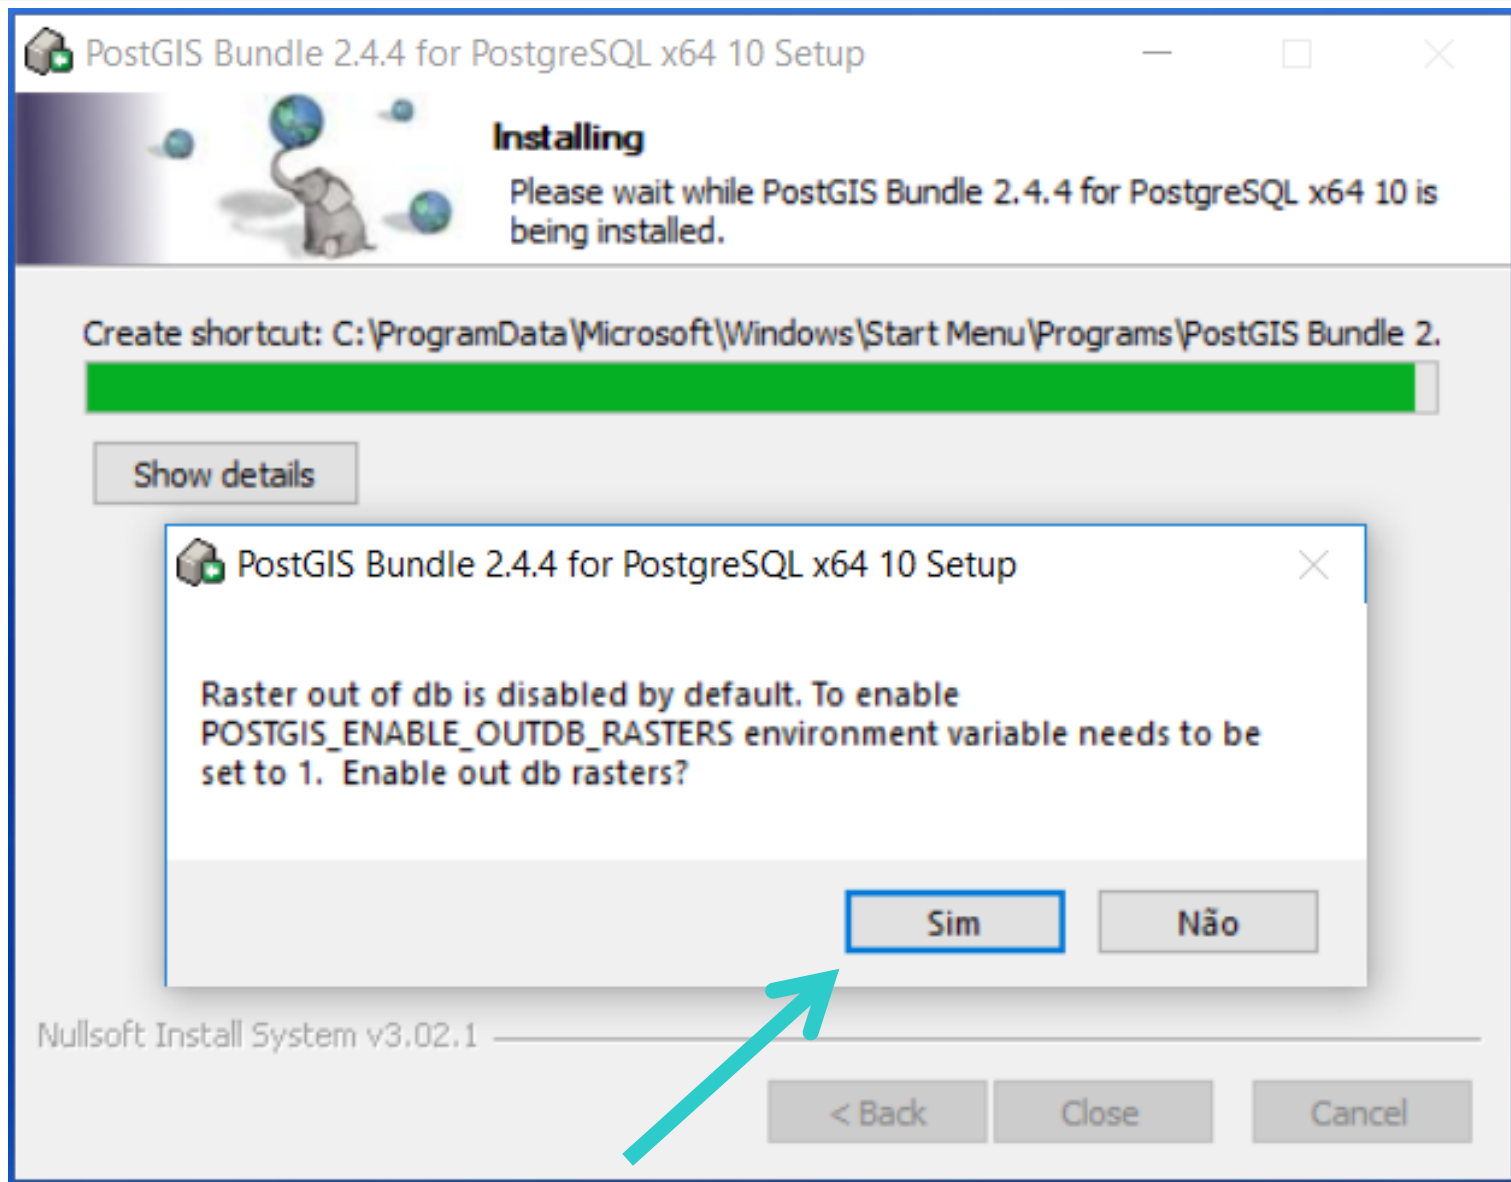 PostGIS Bundle 2.4.4 for PostgreSQL x64 10 Setup
Installing
Please wait while PostGIS Bundle 2.4.4 for PostgreSQL x64 10 is
being installed.
Create shortcut: C:\ProgramData\Microsoft\Windows\Start Menu\Programs\PostGIS Bundle 2.
Show details
PostGIS Bundle 2.4.4 for PostgreSQL x64 10 Setup
Raster out of db is disabled by default. To enable
POSTGIS_ENABLE_OUTDB_RASTERS environment variable needs to be
set to 1.  Enable out db rasters?
Sim Não
Nullsoft Install System v3.02.1
< Back Close Cancel